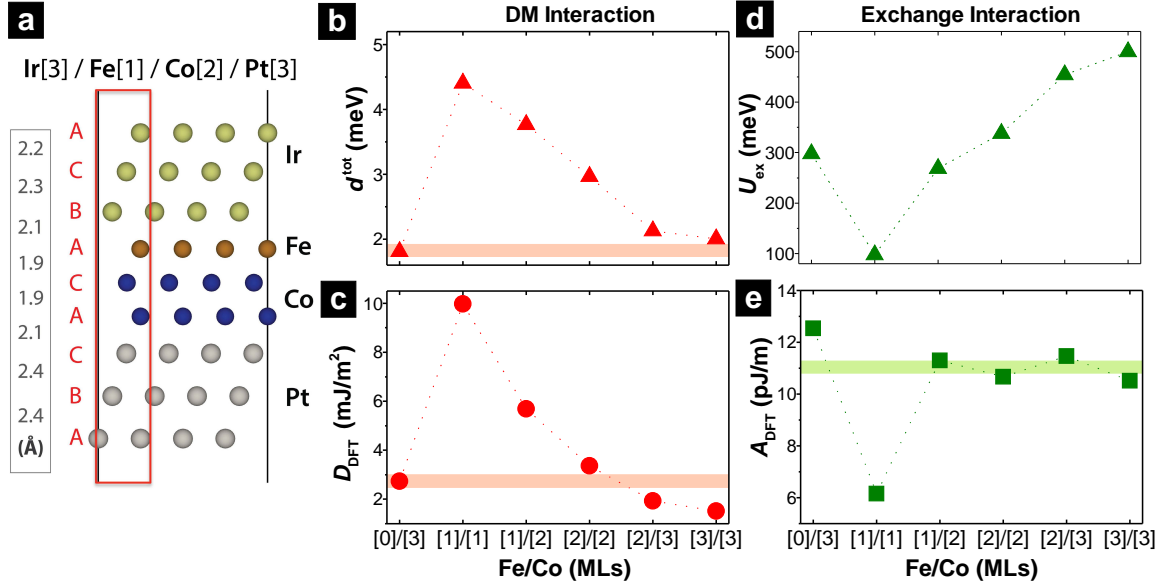 a
Ir[3] / Fe[1] / Co[2] / Pt[3]
A
C
B
A
C
A
C
B
A
2.2
2.3
2.1
1.9
1.9
2.1
2.4
2.4
(Å)
Ir
Fe
Co
Pt
DM Interaction
b
d^tot (meV)
5
4
3
2
c
D_DFT (mJ/m²)
10
8
6
4
2
[0]/[3] [1]/[1] [1]/[2] [2]/[2] [2]/[3] [3]/[3]
Fe/Co (MLs)
Exchange Interaction
d
U_ex (meV)
500
400
300
200
100
e
A_DFT (pJ/m)
14
12
10
8
6
[0]/[3] [1]/[1] [1]/[2] [2]/[2] [2]/[3] [3]/[3]
Fe/Co (MLs)